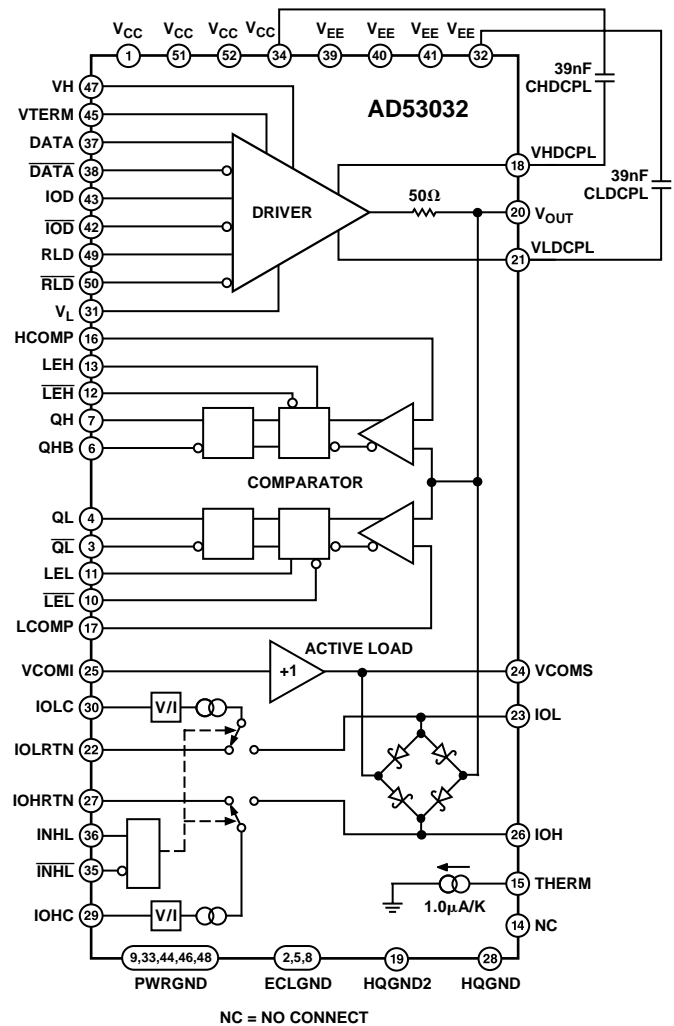 VCC VCC VCC VCC VEE VEE VEE VEE
1 51 52 34 39 40 41 32
AD53032
39nF
CHDCPL
39nF
CLDCPL
VH 47
VTERM 45
DATA 37
DATA 38
IOD 43
IOD 42
RLD 49
RLD 50
VL 31
DRIVER
50Ω
18 VHDCPL
20 VOUT
21 VLDCPL
HCOMP 16
LEH 13
LEH 12
QH 7
QHB 6
COMPARATOR
QL 4
QL 3
LEL 11
LEL 10
LCOMP 17
ACTIVE LOAD
VCOMI 25
+1
24 VCOMS
IOLC 30
V/I
23 IOL
IOLRTN 22
IOHRTN 27
INHL 36
INHL 35
26 IOH
IOHC 29
V/I
15 THERM
1.0μA/K
14 NC
9,33,44,46,48 2,5,8 19 28
PWRGND ECLGND HQGND2 HQGND
NC = NO CONNECT